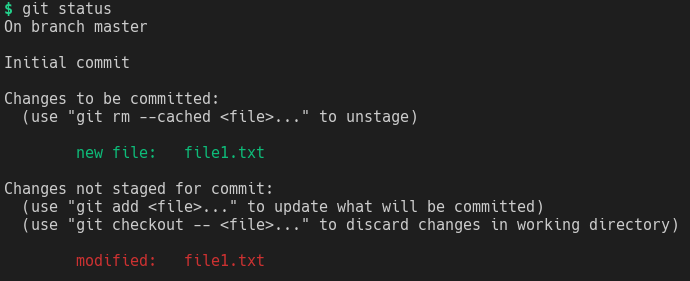 $ git status
On branch master
Initial commit
Changes to be committed:
(use "git rm --cached <file>..." to unstage)
new file: file1.txt
Changes not staged for commit:
(use "git add <file>..." to update what will be committed)
(use "git checkout -- <file>..." to discard changes in working directory)
modified: file1.txt